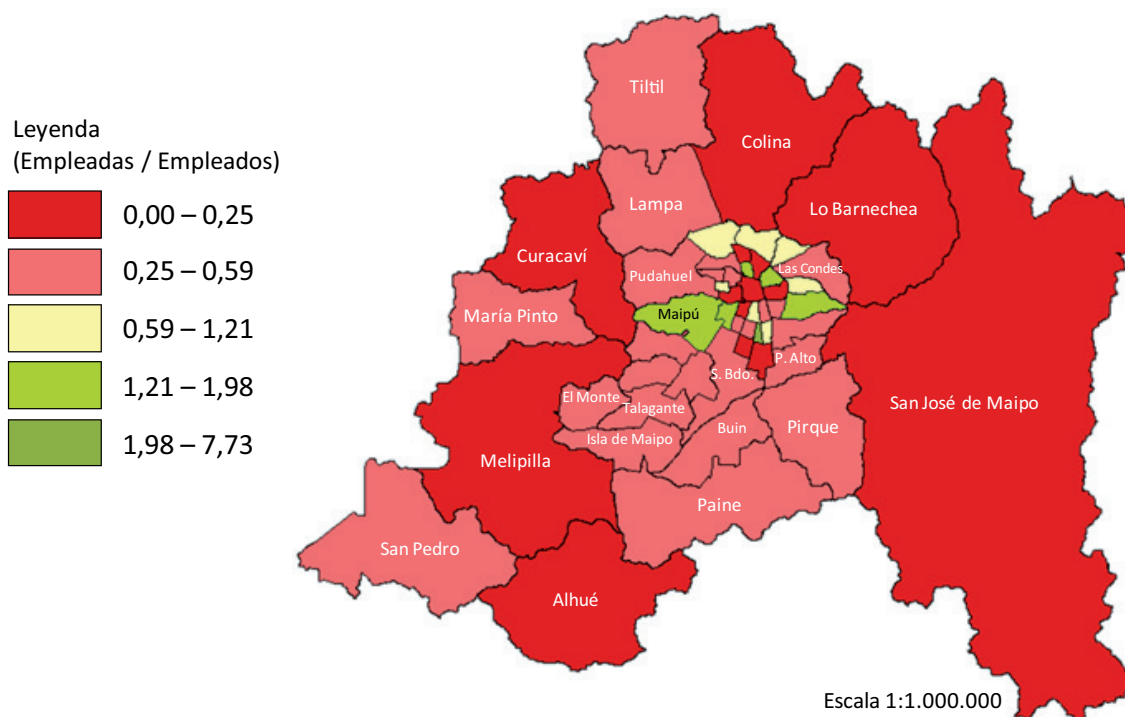 Leyenda
(Empleadas / Empleados)
0,00 – 0,25
0,25 – 0,59
0,59 – 1,21
1,21 – 1,98
1,98 – 7,73
Tiltil
Colina
Lampa
Lo Barnechea
Curacaví
Pudahuel
Las Condes
María Pinto
Maipú
P. Alto
S. Bdo.
El Monte
Talagante
San José de Maipo
Isla de Maipo
Buin
Pirque
Melipilla
Paine
San Pedro
Alhué
Escala 1:1.000.000